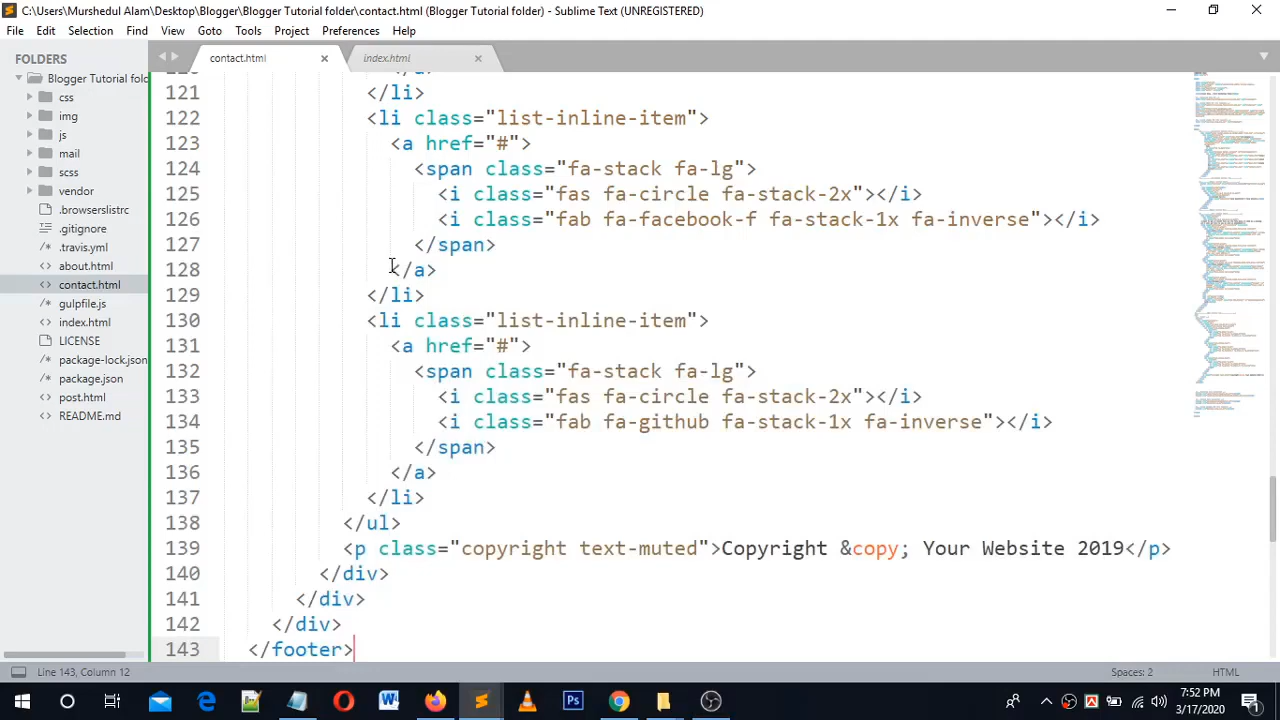 C:\Users\Murshedul Alam\Desktop\Blogger\Blogger Tutorial folder\contact.html (Blogger Tutorial folder) - Sublime Text (UNREGISTERED)
File Edit Selection Find View Goto Tools Project Preferences Help
FOLDERS
Blogger Tutorial fold
css
img
js
mail
scss
vendor
.browserslistrc
.gitignore
.travis.yml
about.html
contact.html
gulpfile.js
index.html
LICENSE
package-lock.json
package.json
post.html
README.md
contact.html
index.html
121 </li>
122 <li class="list-inline-item">
123 <a href="#">
124 <span class="fa-stack fa-lg">
125 <i class="fas fa-circle fa-stack-2x"></i>
126 <i class="fab fa-facebook-f fa-stack-1x fa-inverse"></i>
127 </span>
128 </a>
129 </li>
130 <li class="list-inline-item">
131 <a href="#">
132 <span class="fa-stack fa-lg">
133 <i class="fas fa-circle fa-stack-2x"></i>
134 <i class="fab fa-github fa-stack-1x fa-inverse"></i>
135 </span>
136 </a>
137 </li>
138 </ul>
139 <p class="copyright text-muted">Copyright &copy; Your Website 2019</p>
140 </div>
141 </div>
142 </div>
143 </footer>
Line 143, Column 12
Spaces: 2
HTML
7:52 PM
3/17/2020